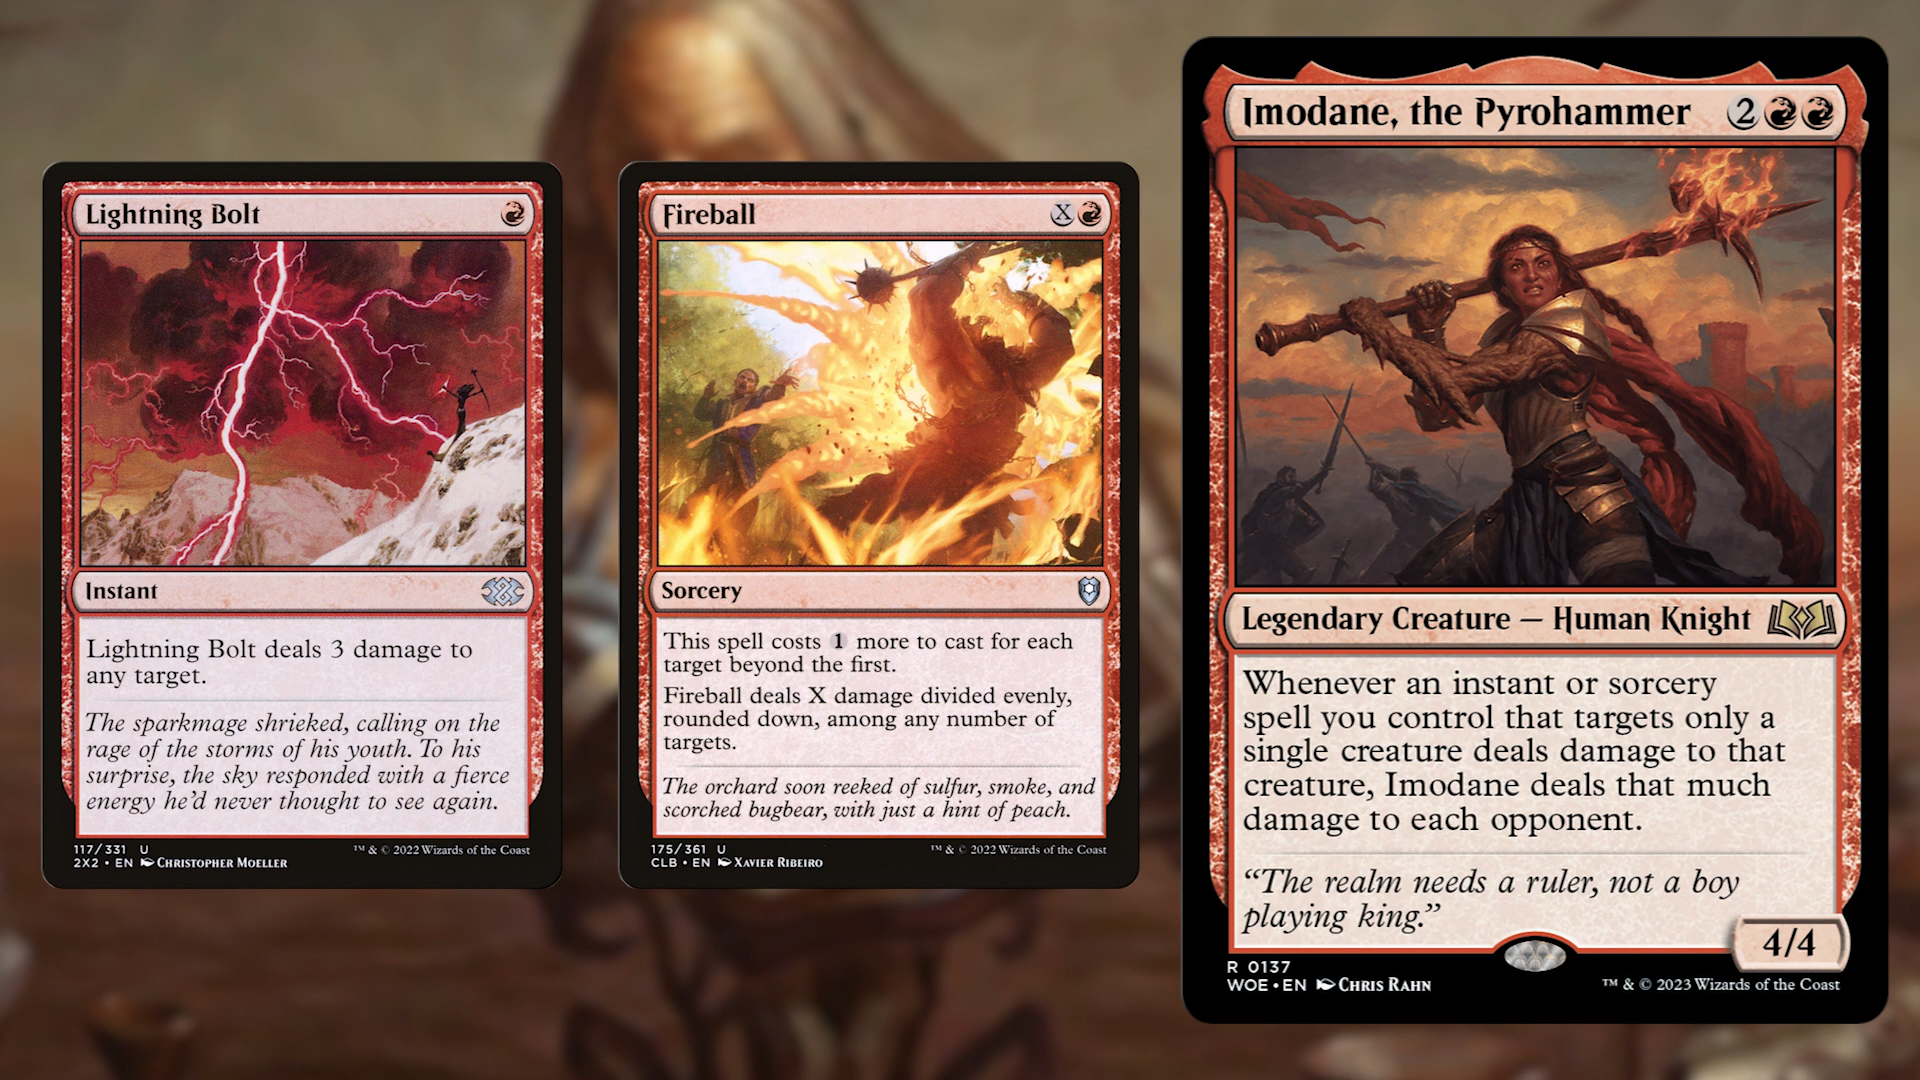 Lightning Bolt
Instant
Lightning Bolt deals 3 damage to
any target.
The sparkmage shrieked, calling on the
rage of the storms of his youth. To his
surprise, the sky responded with a fierce
energy he'd never thought to see again.
117/331 U
2X2 • EN Christopher Moeller
™ & © 2022 Wizards of the Coast
Fireball X
Sorcery
This spell costs 1 more to cast for each
target beyond the first.
Fireball deals X damage divided evenly,
rounded down, among any number of
targets.
The orchard soon reeked of sulfur, smoke, and
scorched bugbear, with just a hint of peach.
175/361 U
CLB • EN Xavier Ribeiro
™ & © 2022 Wizards of the Coast
Imodane, the Pyrohammer 2
Legendary Creature — Human Knight
Whenever an instant or sorcery
spell you control that targets only a
single creature deals damage to that
creature, Imodane deals that much
damage to each opponent.
“The realm needs a ruler, not a boy
playing king.”
4/4
R 0137
WOE • EN Chris Rahn
™ & © 2023 Wizards of the Coast